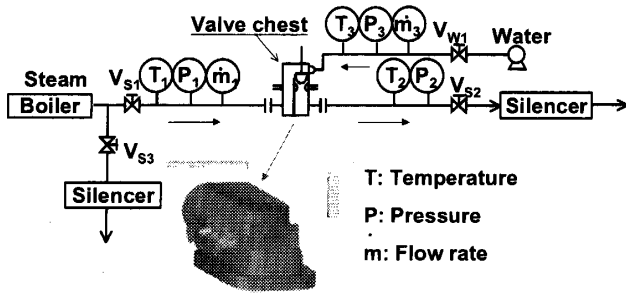 Valve chest
T3 P3 ṁ3
VW1
Water
Steam
Boiler
VS1
T1 P1 ṁ1
T2 P2
VS2
Silencer
VS3
Silencer
T: Temperature
P: Pressure
ṁ: Flow rate